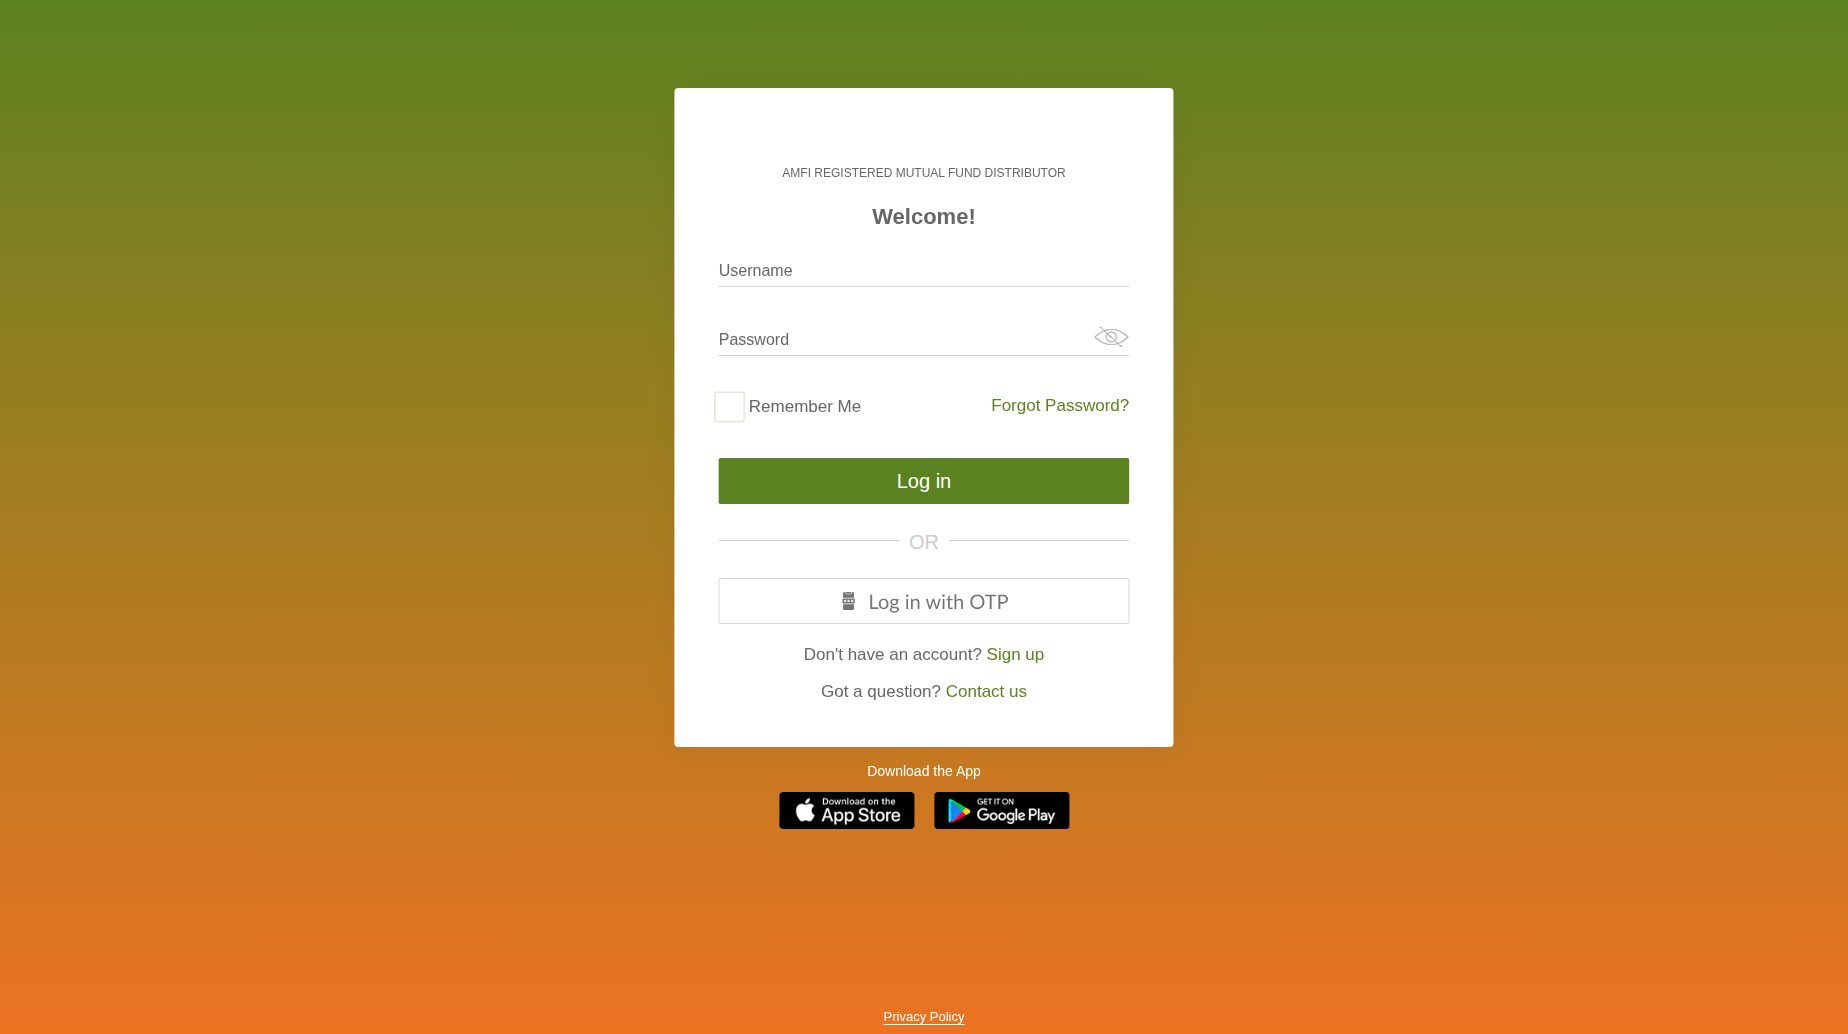 AMFI REGISTERED MUTUAL FUND DISTRIBUTOR
Welcome!
Username
Password
Remember Me
Forgot Password?
Log in
OR
Log in with OTP
Don't have an account? Sign up
Got a question? Contact us
Download the App
Download on the
App Store
GET IT ON
Google Play
Privacy Policy